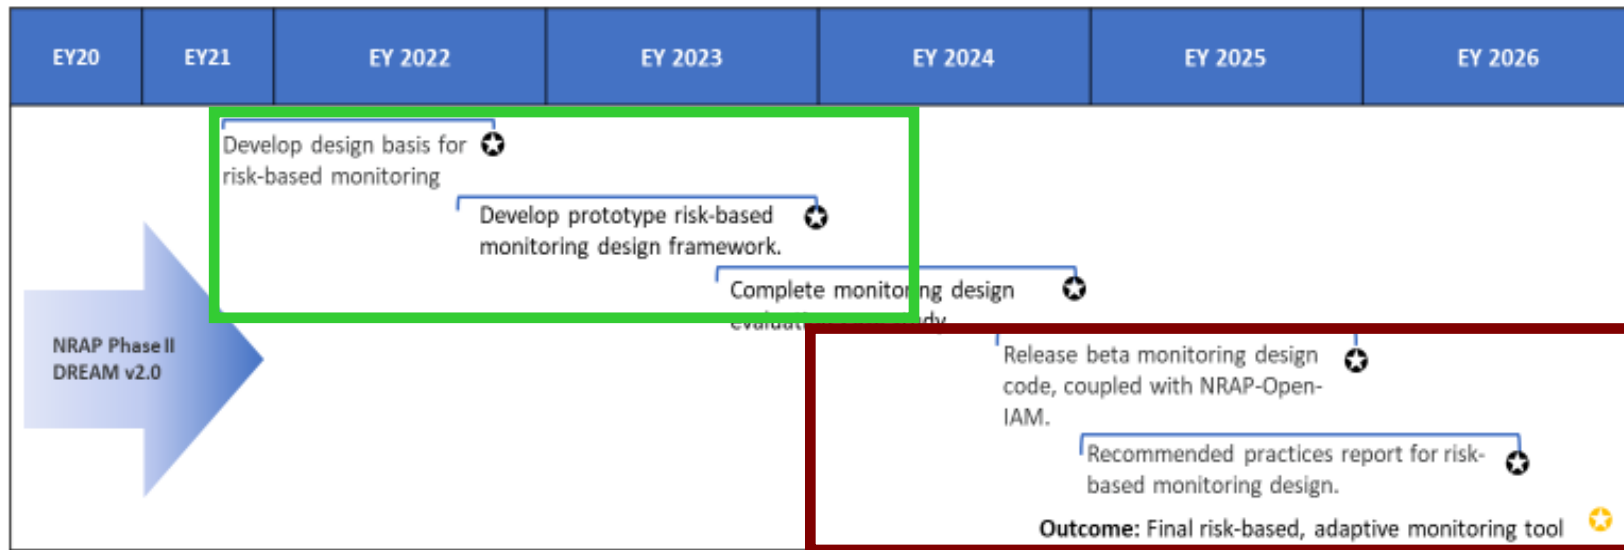 EY20 EY21 EY 2022 EY 2023 EY 2024 EY 2025 EY 2026
Develop design basis for
risk-based monitoring
Develop prototype risk-based
monitoring design framework.
Complete monitoring design
NRAP Phase II
DREAM v2.0
Release beta monitoring design
code, coupled with NRAP-Open-
IAM.
Recommended practices report for risk-
based monitoring design.
Outcome: Final risk-based, adaptive monitoring tool